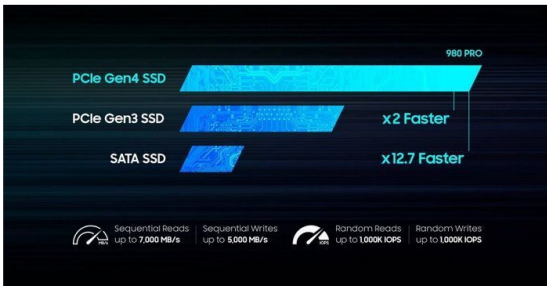 980 PRO
PCIe Gen4 SSD
PCIe Gen3 SSD
x2 Faster
SATA SSD
x12.7 Faster
MB/s
Sequential Reads
up to 7,000 MB/s
Sequential Writes
up to 5,000 MB/s
IOPS
Random Reads
up to 1,000K IOPS
Random Writes
up to 1,000K IOPS